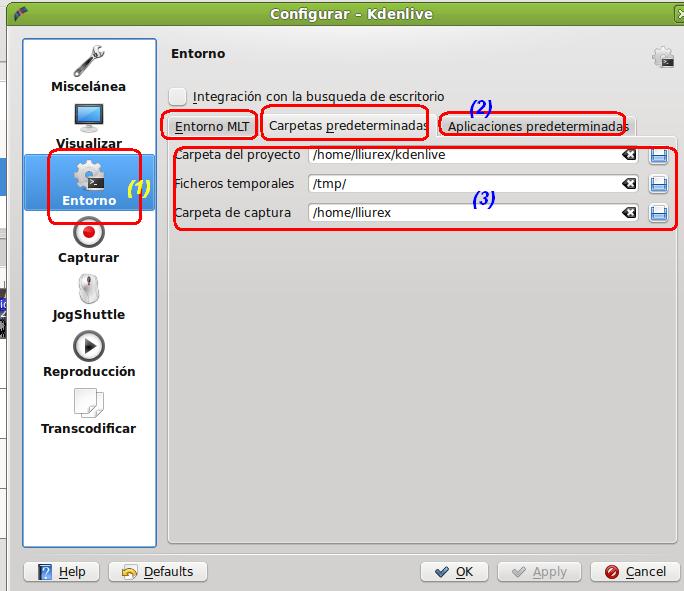 Configurar – Kdenlive
Entorno
Miscelánea
Integración con la busqueda de escritorio
(2)
Entorno MLT
Carpetas predeterminadas
Aplicaciones predeterminadas
Visualizar
Carpeta del proyecto
/home/lliurex/kdenlive
Ficheros temporales
/tmp/
(3)
Carpeta de captura
/home/lliurex
(1)
Entorno
Capturar
JogShuttle
Reproducción
Transcodificar
Help
Defaults
OK
Apply
Cancel